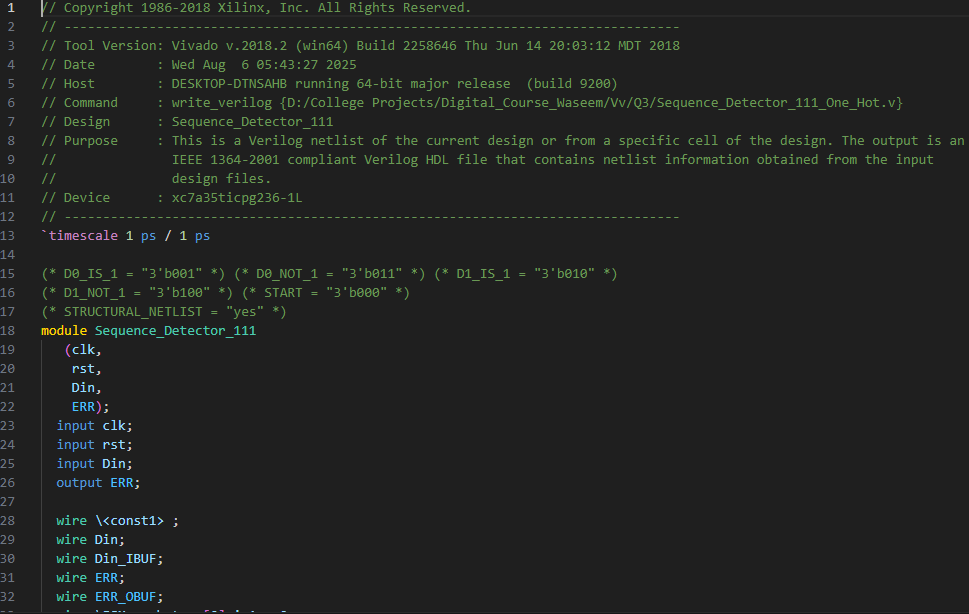 1 // Copyright 1986-2018 Xilinx, Inc. All Rights Reserved.
2 // --------------------------------------------------------------------------------
3 // Tool Version: Vivado v.2018.2 (win64) Build 2258646 Thu Jun 14 20:03:12 MDT 2018
4 // Date        : Wed Aug  6 05:43:27 2025
5 // Host        : DESKTOP-DTNSAHB running 64-bit major release  (build 9200)
6 // Command     : write_verilog {D:/College Projects/Digital_Course_Waseem/Vv/Q3/Sequence_Detector_111_One_Hot.v}
7 // Design      : Sequence_Detector_111
8 // Purpose     : This is a Verilog netlist of the current design or from a specific cell of the design. The output is an
9 //               IEEE 1364-2001 compliant Verilog HDL file that contains netlist information obtained from the input
10 //               design files.
11 // Device      : xc7a35ticpg236-1L
12 // --------------------------------------------------------------------------------
13 `timescale 1 ps / 1 ps
14
15 (* D0_IS_1 = "3'b001" *) (* D0_NOT_1 = "3'b011" *) (* D1_IS_1 = "3'b010" *)
16 (* D1_NOT_1 = "3'b100" *) (* START = "3'b000" *)
17 (* STRUCTURAL_NETLIST = "yes" *)
18 module Sequence_Detector_111
19    (clk,
20     rst,
21     Din,
22     ERR);
23   input clk;
24   input rst;
25   input Din;
26   output ERR;
27
28   wire \<const1> ;
29   wire Din;
30   wire Din_IBUF;
31   wire ERR;
32   wire ERR_OBUF;